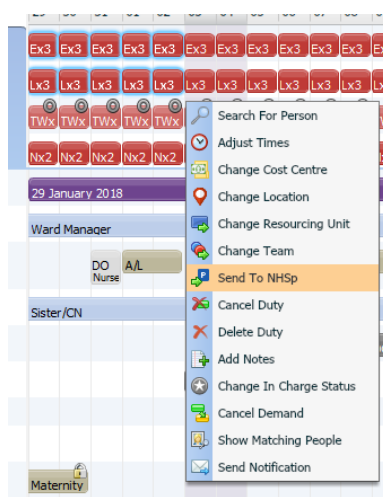 Ex3 Ex3 Ex3 Ex3 Ex3 Ex3 Ex3 Ex3 Ex3 Ex3 Ex3
Lx3 Lx3 Lx3 Lx3 Lx3 Lx3 Lx3 Lx3 Lx3 Lx3 Lx3
TWx TWx TWx TWx TWx
Nx2 Nx2 Nx2 Nx2 Nx2
Search For Person
Adjust Times
Change Cost Centre
Change Location
Change Resourcing Unit
Change Team
Send To NHSp
Cancel Duty
Delete Duty
Add Notes
Change In Charge Status
Cancel Demand
Show Matching People
Send Notification
29 January 2018
Ward Manager
DO A/L
Nurse
Sister/CN
Maternity